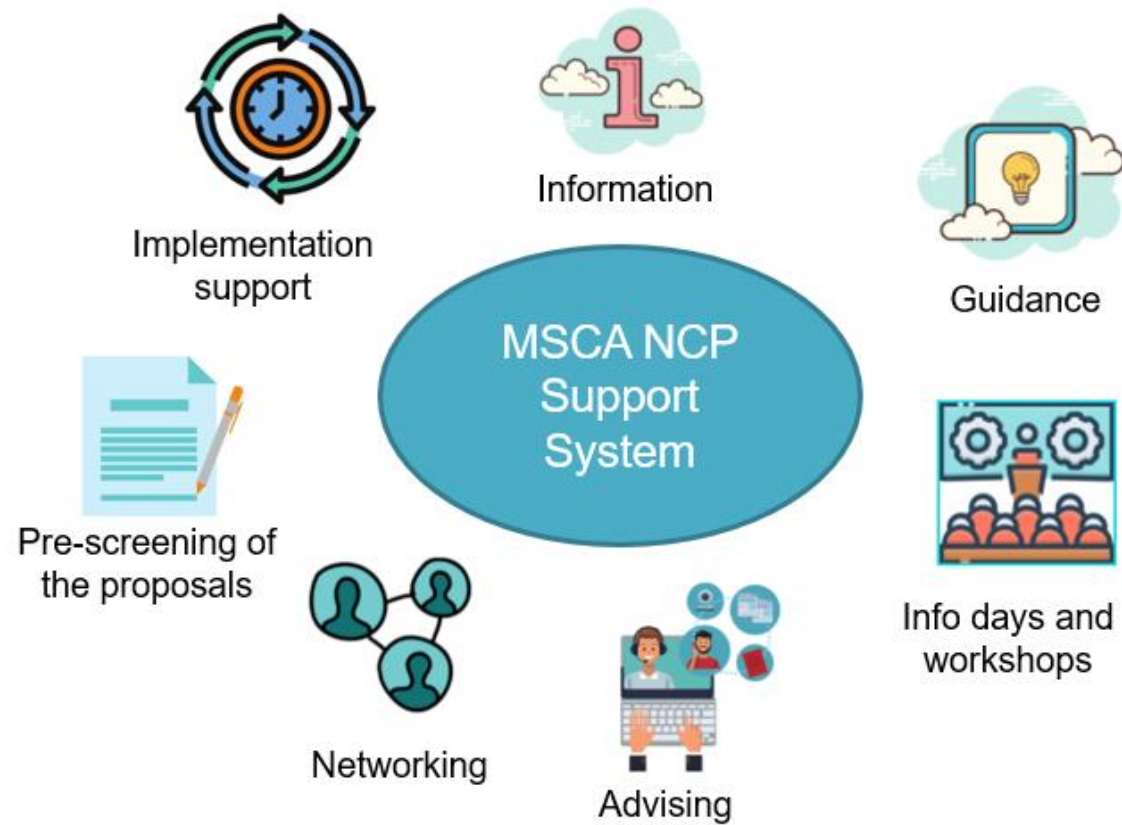 Information
Implementation
support
Guidance
MSCA NCP
Support
System
Pre-screening of
the proposals
Info days and
workshops
Networking
Advising